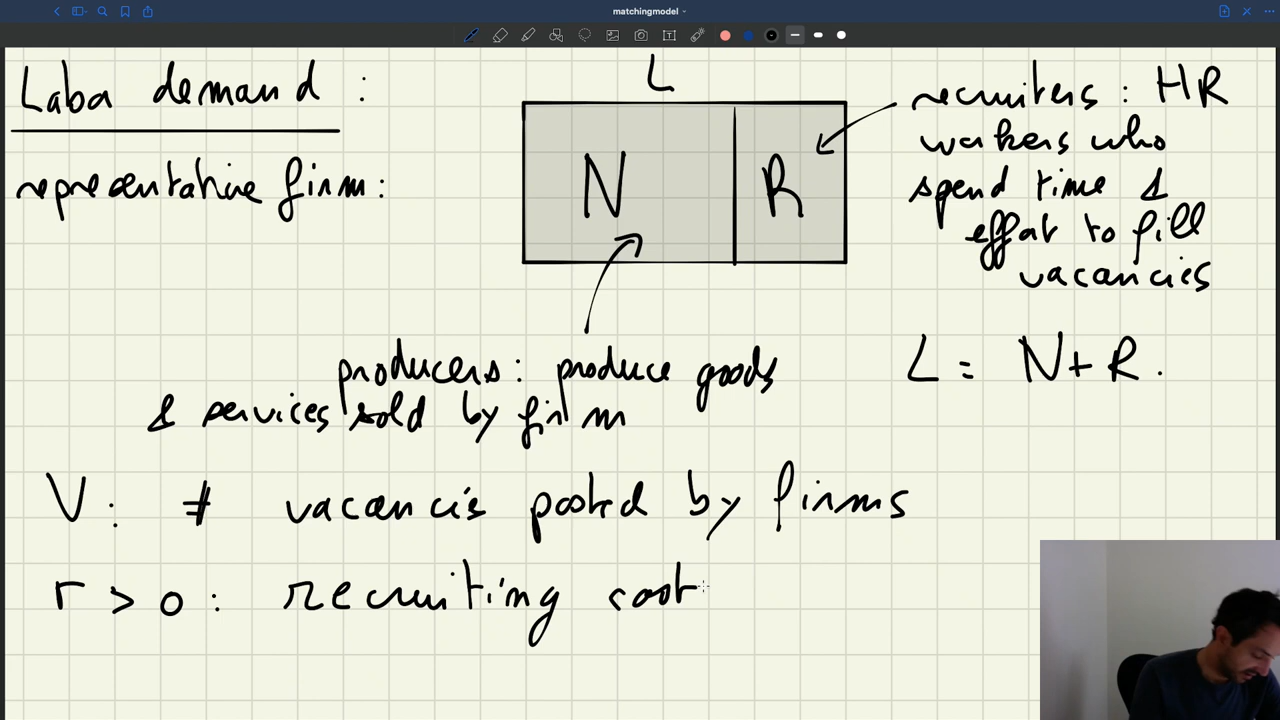 matchingmodel
Laba demand :
L
representative firm :
N
R
recruiters : HR
workers who
spend time &
effort to fill
vacancies
producers : produce goods
& services sold by firm
L = N + R .
V : # vacancies posted by firms
r > 0 : recruiting cost